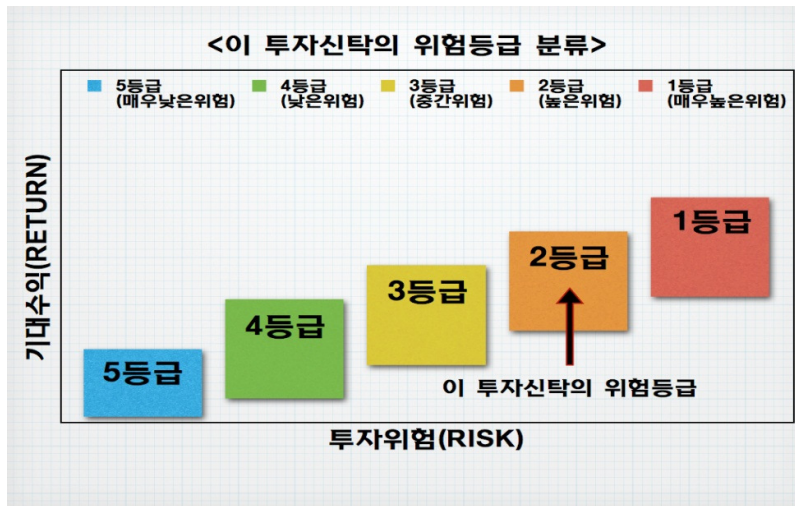 <이 투자신탁의 위험등급 분류>
5등급
(매우낮은위험)
4등급
(낮은위험)
3등급
(중간위험)
2등급
(높은위험)
1등급
(매우높은위험)
기대수익(RETURN)
5등급
4등급
3등급
2등급
1등급
이 투자신탁의 위험등급
투자위험(RISK)